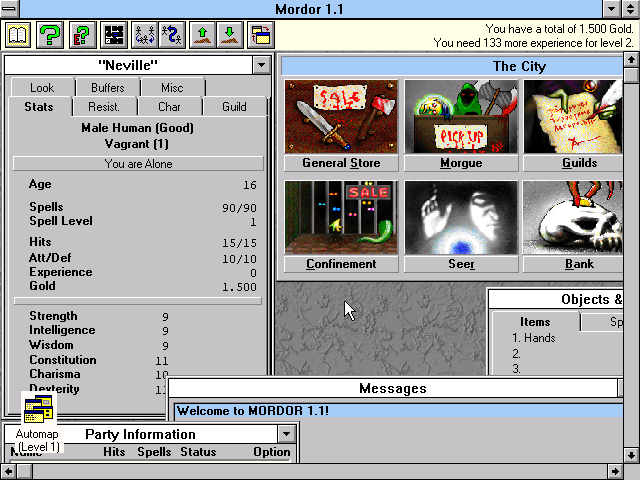 Mordor 1.1
You have a total of 1.500 Gold.
You need 133 more experience for level 2.
"Neville"
Look Buffers Misc
Stats Resist. Char Guild
Male Human (Good)
Vagrant (1)
You are Alone
Age 16
Spells 90/90
Spell Level 1
Hits 15/15
Att/Def 10/10
Experience 0
Gold 1.500
Strength 9
Intelligence 9
Wisdom 9
Constitution 11
Charisma 10
Dexterity
The City
SALE
PICK UP
General Store Morgue Guilds
SALE
Confinement Seer Bank
Objects &
Items Sp
1. Hands
2.
3.
Messages
Welcome to MORDOR 1.1!
Automap
(Level 1)
Party Information
Name Hits Spells Status Option